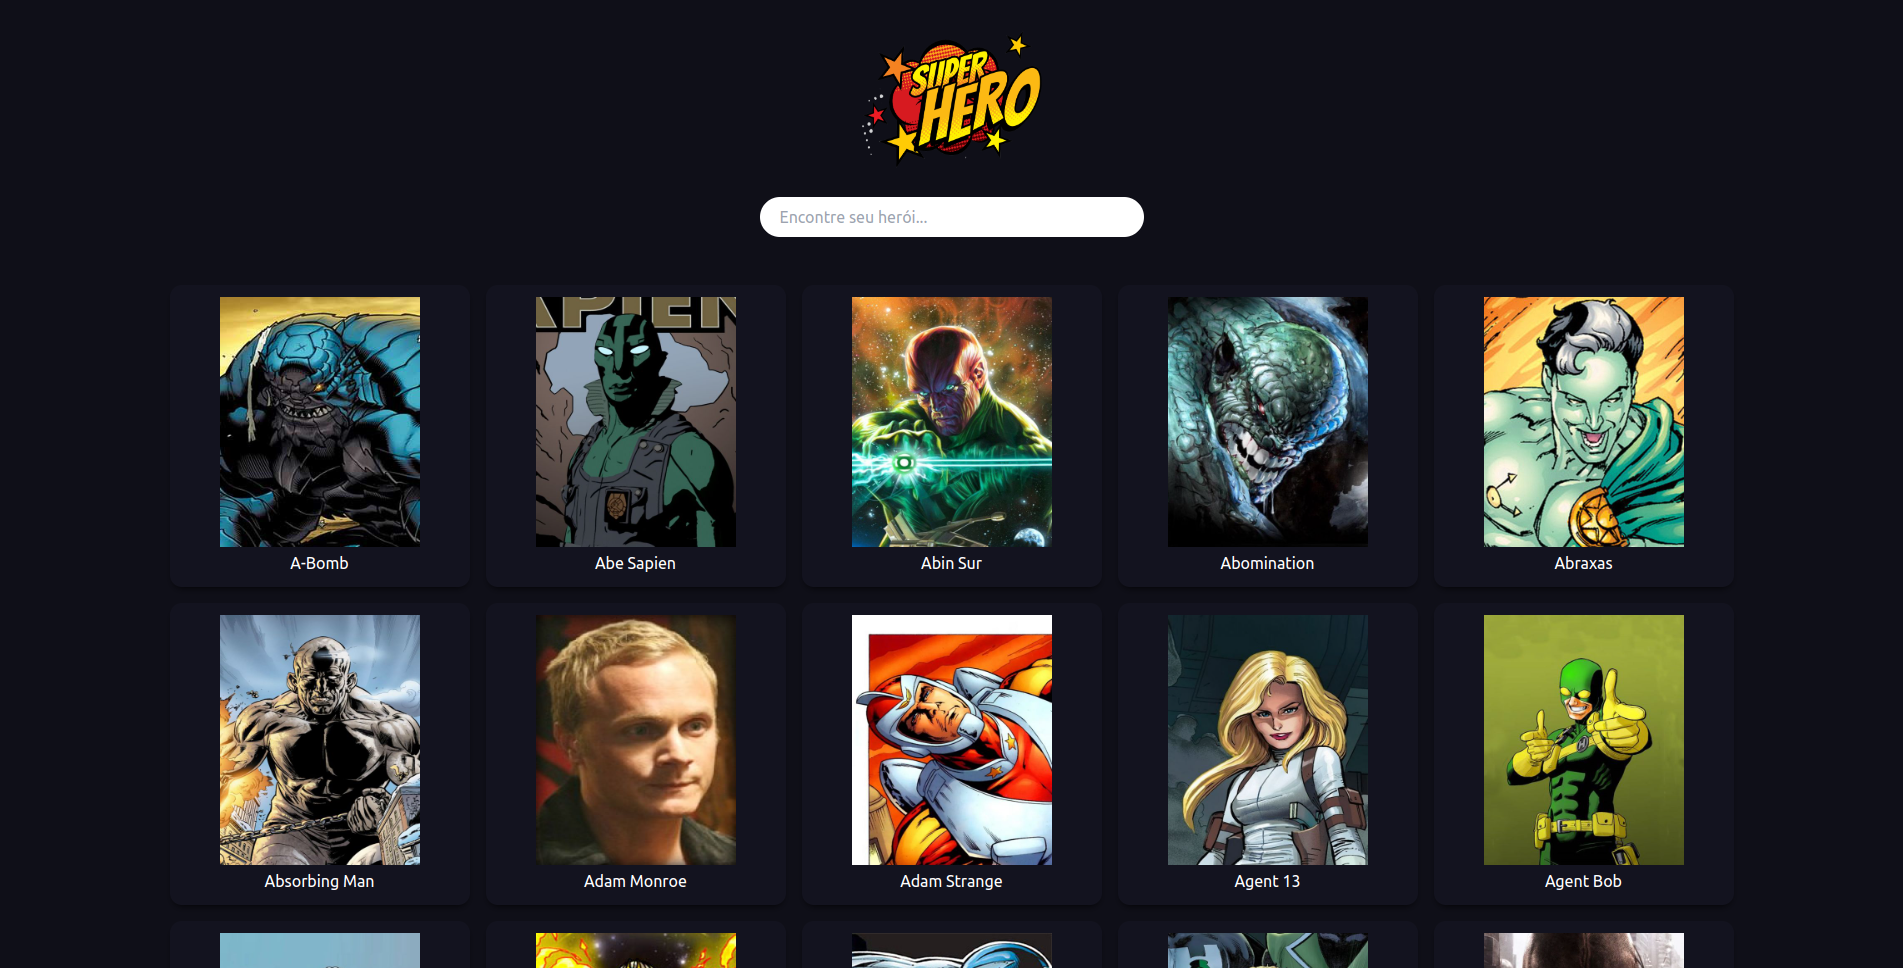 SUPER
HERO
Encontre seu herói...
APIEN
A-Bomb
Abe Sapien
Abin Sur
Abomination
Abraxas
Absorbing Man
Adam Monroe
Adam Strange
Agent 13
Agent Bob